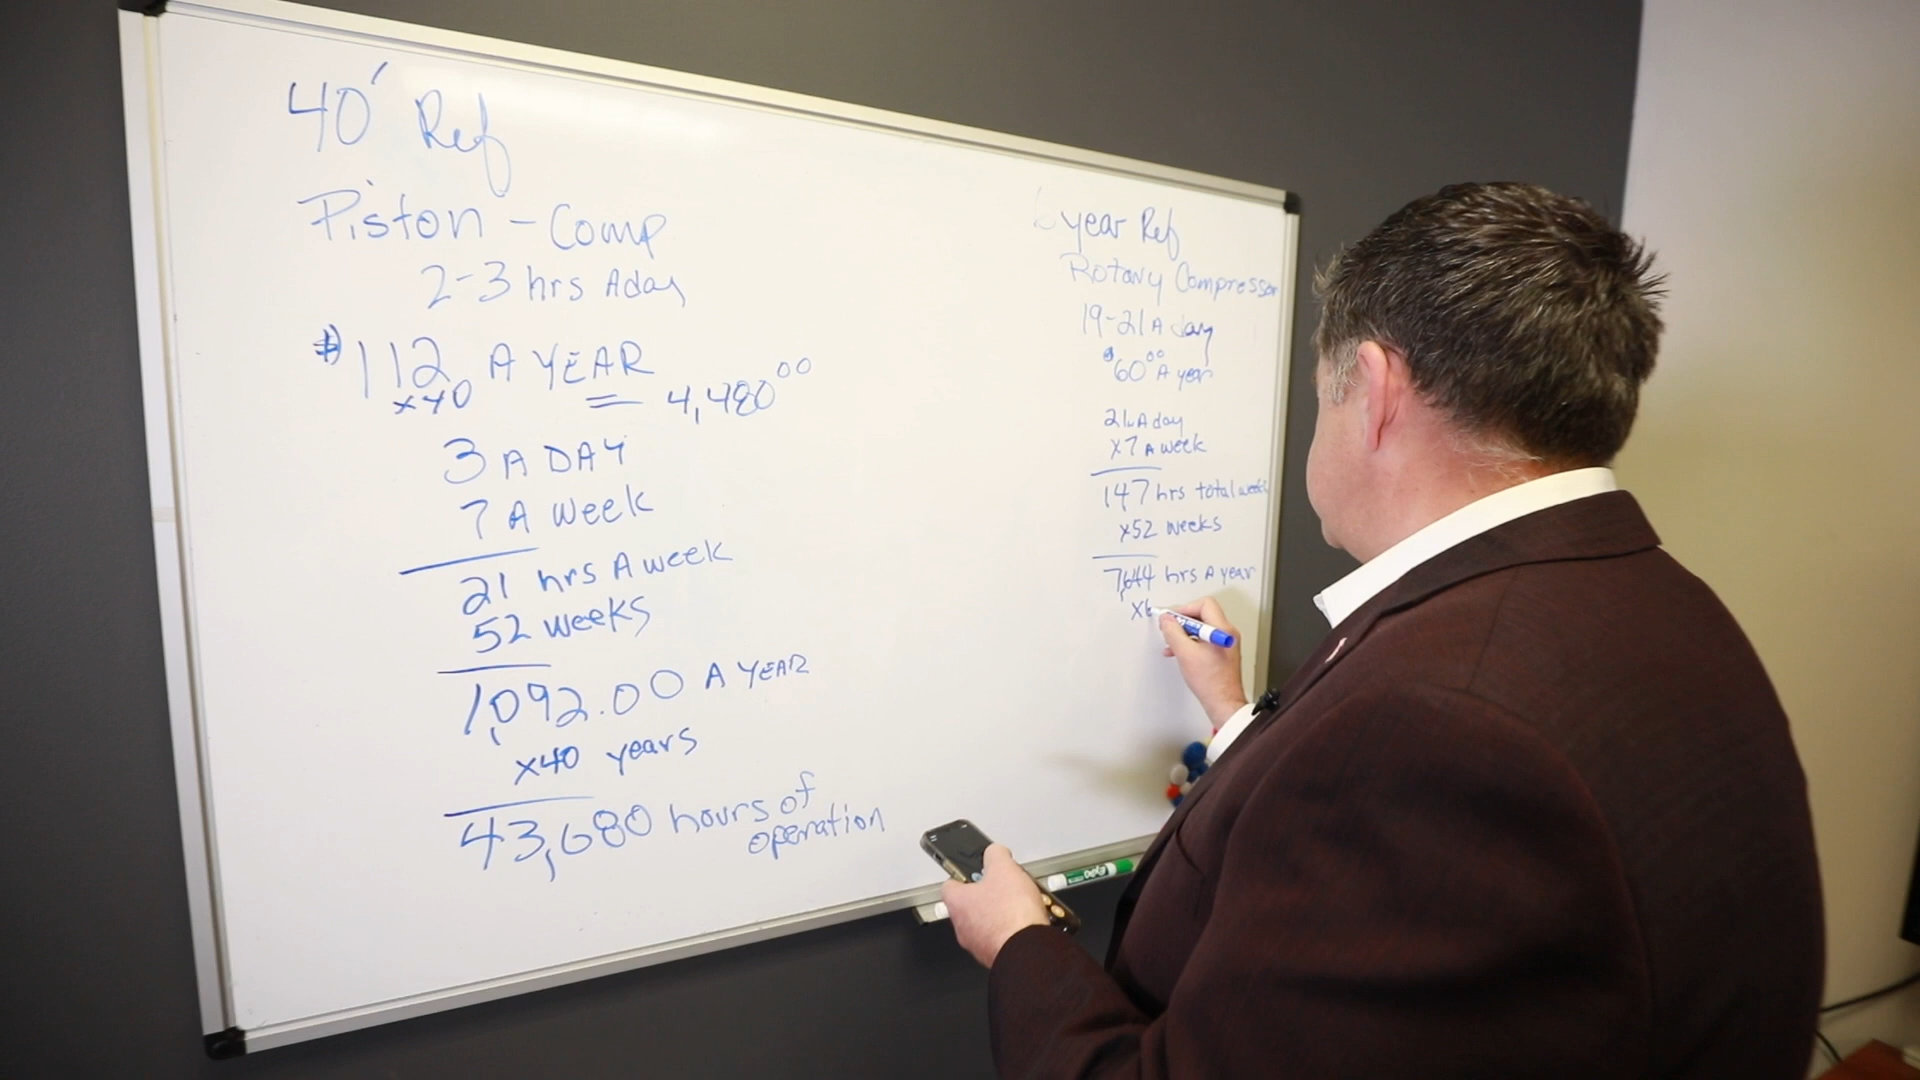 40' Ref
Piston - Comp
2-3 hrs A day
$112 A YEAR
x40 = 4,480 00
3 A DAY
7 A week
21 hrs A week
52 weeks
1,092.00 A YEAR
x40 years
43,680 hours of
operation
6 year Ref
Rotary Compressor
19-21 A day
$60 00 A year
21 A day
x7 A week
147 hrs total week
x52 weeks
7,644 hrs A year
x6
EXPO